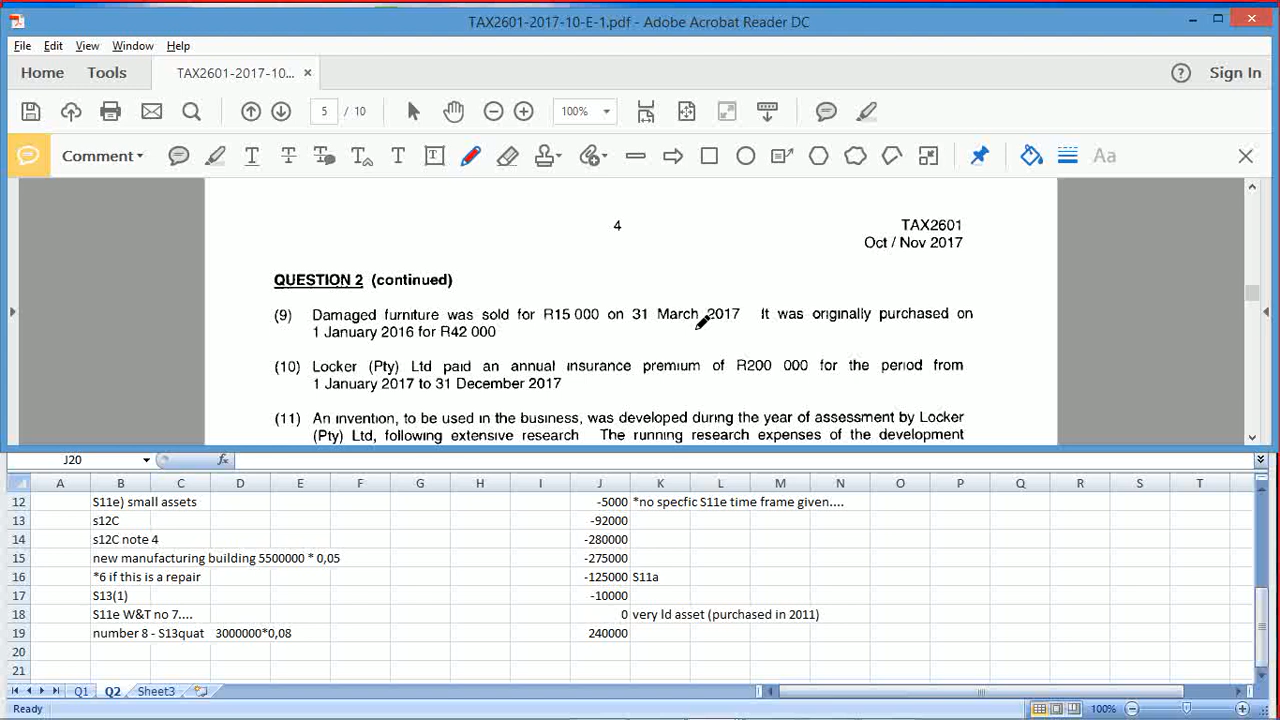 TAX2601-2017-10-E-1.pdf - Adobe Acrobat Reader DC
File Edit View Window Help
Home Tools TAX2601-2017-10... × Sign In
5 / 10 100%
Comment Aa
4 TAX2601
Oct / Nov 2017
QUESTION 2 (continued)
(9) Damaged furniture was sold for R15 000 on 31 March 2017 It was originally purchased on
1 January 2016 for R42 000
(10) Locker (Pty) Ltd paid an annual insurance premium of R200 000 for the period from
1 January 2017 to 31 December 2017
(11) An invention, to be used in the business, was developed during the year of assessment by Locker
(Pty) Ltd, following extensive research The running research expenses of the development
J20 fx
A B C D E F G H I J K L M N O P Q R S T
12 S11e) small assets -5000 *no specfic S11e time frame given....
13 s12C -92000
14 s12C note 4 -280000
15 new manufacturing building 5500000 * 0,05 -275000
16 *6 if this is a repair -125000 S11a
17 S13(1) -10000
18 S11e W&T no 7.... 0 very ld asset (purchased in 2011)
19 number 8 - S13quat 3000000*0,08 240000
20
21
Q1 Q2 Sheet3
Ready 100%